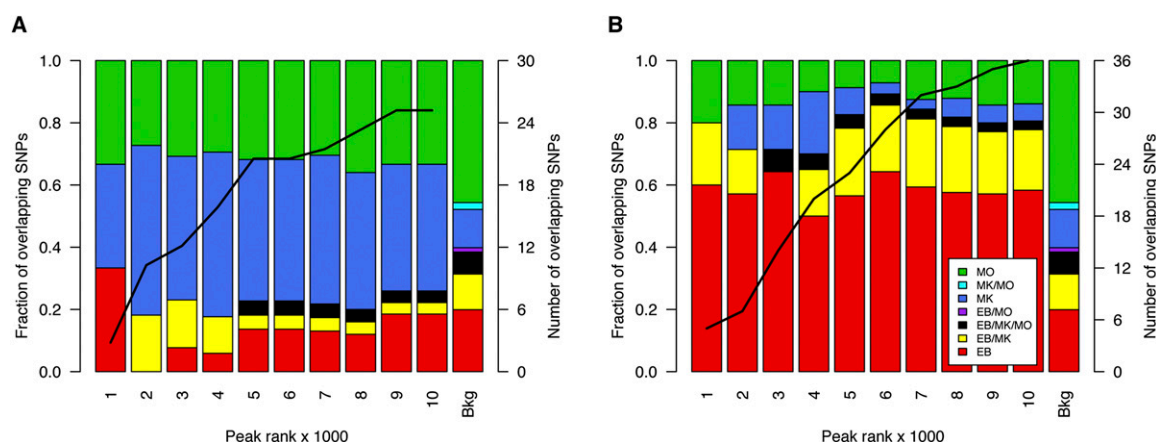 A
Fraction of overlapping SNPs
1.0
0.8
0.6
0.4
0.2
0.0
30
24
18
12
6
0
Number of overlapping SNPs
1 2 3 4 5 6 7 8 9 10 Bkg
Peak rank x 1000
B
Fraction of overlapping SNPs
1.0
0.8
0.6
0.4
0.2
0.0
MO
MK/MO
MK
EB/MO
EB/MK/MO
EB/MK
EB
36
30
24
18
12
6
0
Number of overlapping SNPs
1 2 3 4 5 6 7 8 9 10 Bkg
Peak rank x 1000